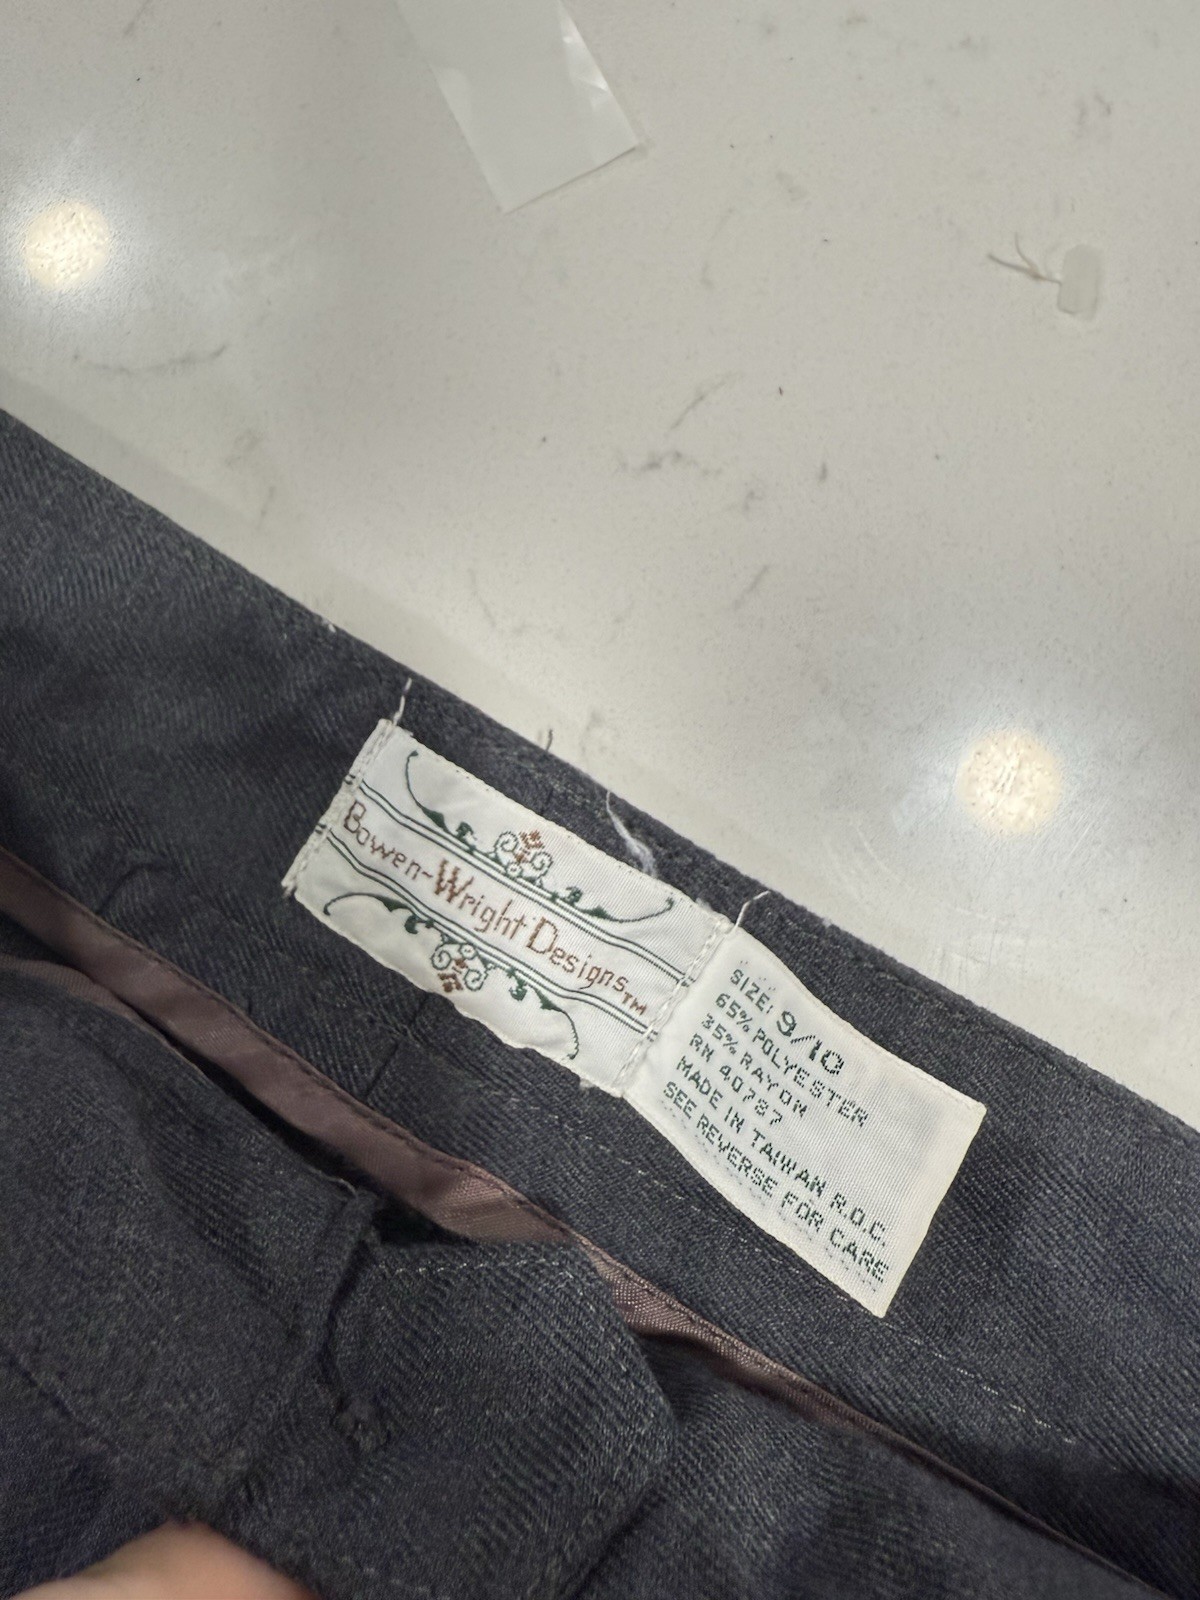 Bowen-Wright Designs™
SIZE: 9/10
65% POLYESTER
35% RAYON
RN 40787
MADE IN TAIWAN R.O.C.
SEE REVERSE FOR CARE